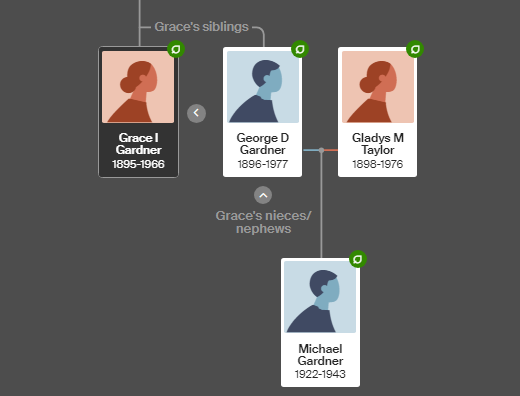 Grace's siblings
Grace I
Gardner
1895-1966
George D
Gardner
1896-1977
Gladys M
Taylor
1898-1976
Grace's nieces/
nephews
Michael
Gardner
1922-1943